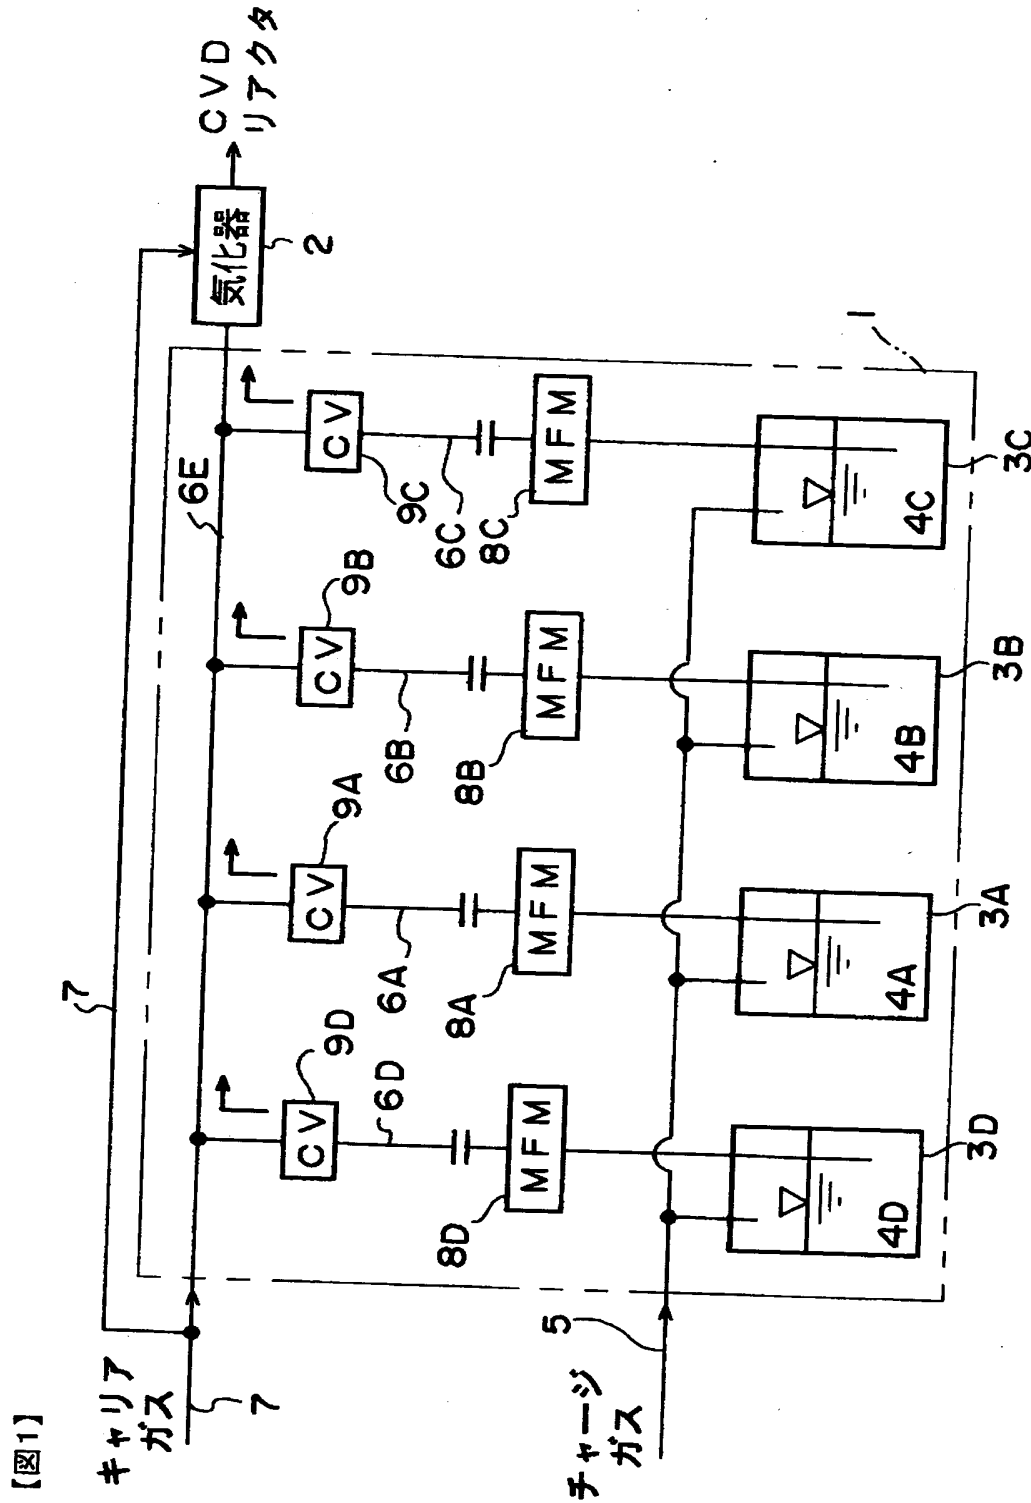 【図1】
キャリア
ガス
7
7
6E
気化器
2
CVD
リアクタ
CV
9D
6D
MFM
8D
CV
9A
6A
MFM
8A
CV
9B
6B
MFM
8B
CV
9C
6C
MFM
8C
1
チャージ
ガス
5
4D
3D
4A
3A
4B
3B
4C
3C